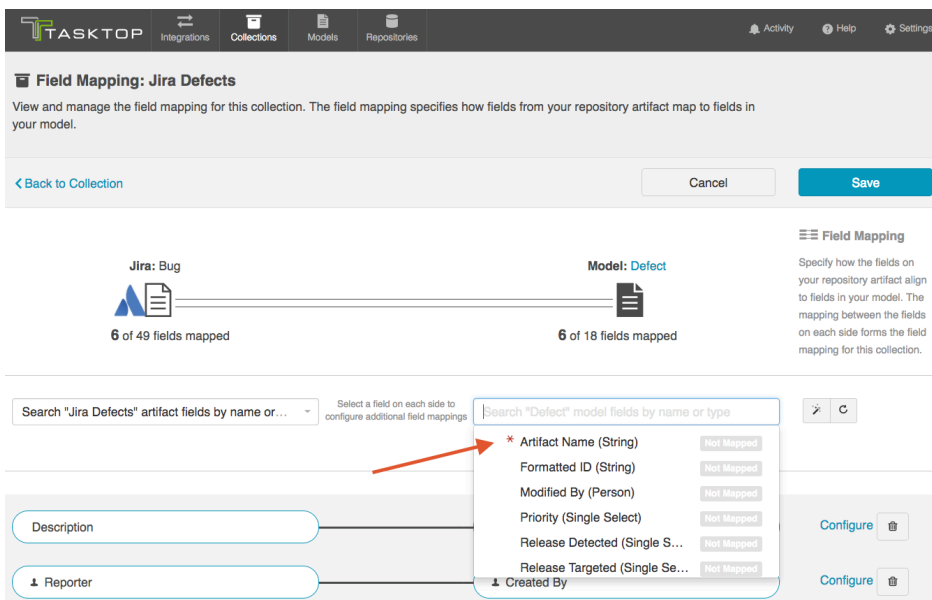 TASKTOP
Integrations
Collections
Models
Repositories
Activity
Help
Settings
Field Mapping: Jira Defects
View and manage the field mapping for this collection. The field mapping specifies how fields from your repository artifact map to fields in
your model.
Back to Collection
Cancel
Save
Jira: Bug
6 of 49 fields mapped
Model: Defect
6 of 18 fields mapped
Field Mapping
Specify how the fields on
your repository artifact align
to fields in your model. The
mapping between the fields
on each side forms the field
mapping for this collection.
Search "Jira Defects" artifact fields by name or...
Select a field on each side to
configure additional field mappings
Search "Defect" model fields by name or type
* Artifact Name (String) Not Mapped
Formatted ID (String) Not Mapped
Modified By (Person) Not Mapped
Priority (Single Select) Not Mapped
Release Detected (Single S... Not Mapped
Release Targeted (Single Se... Not Mapped
Description
Configure
Reporter
Created By
Configure